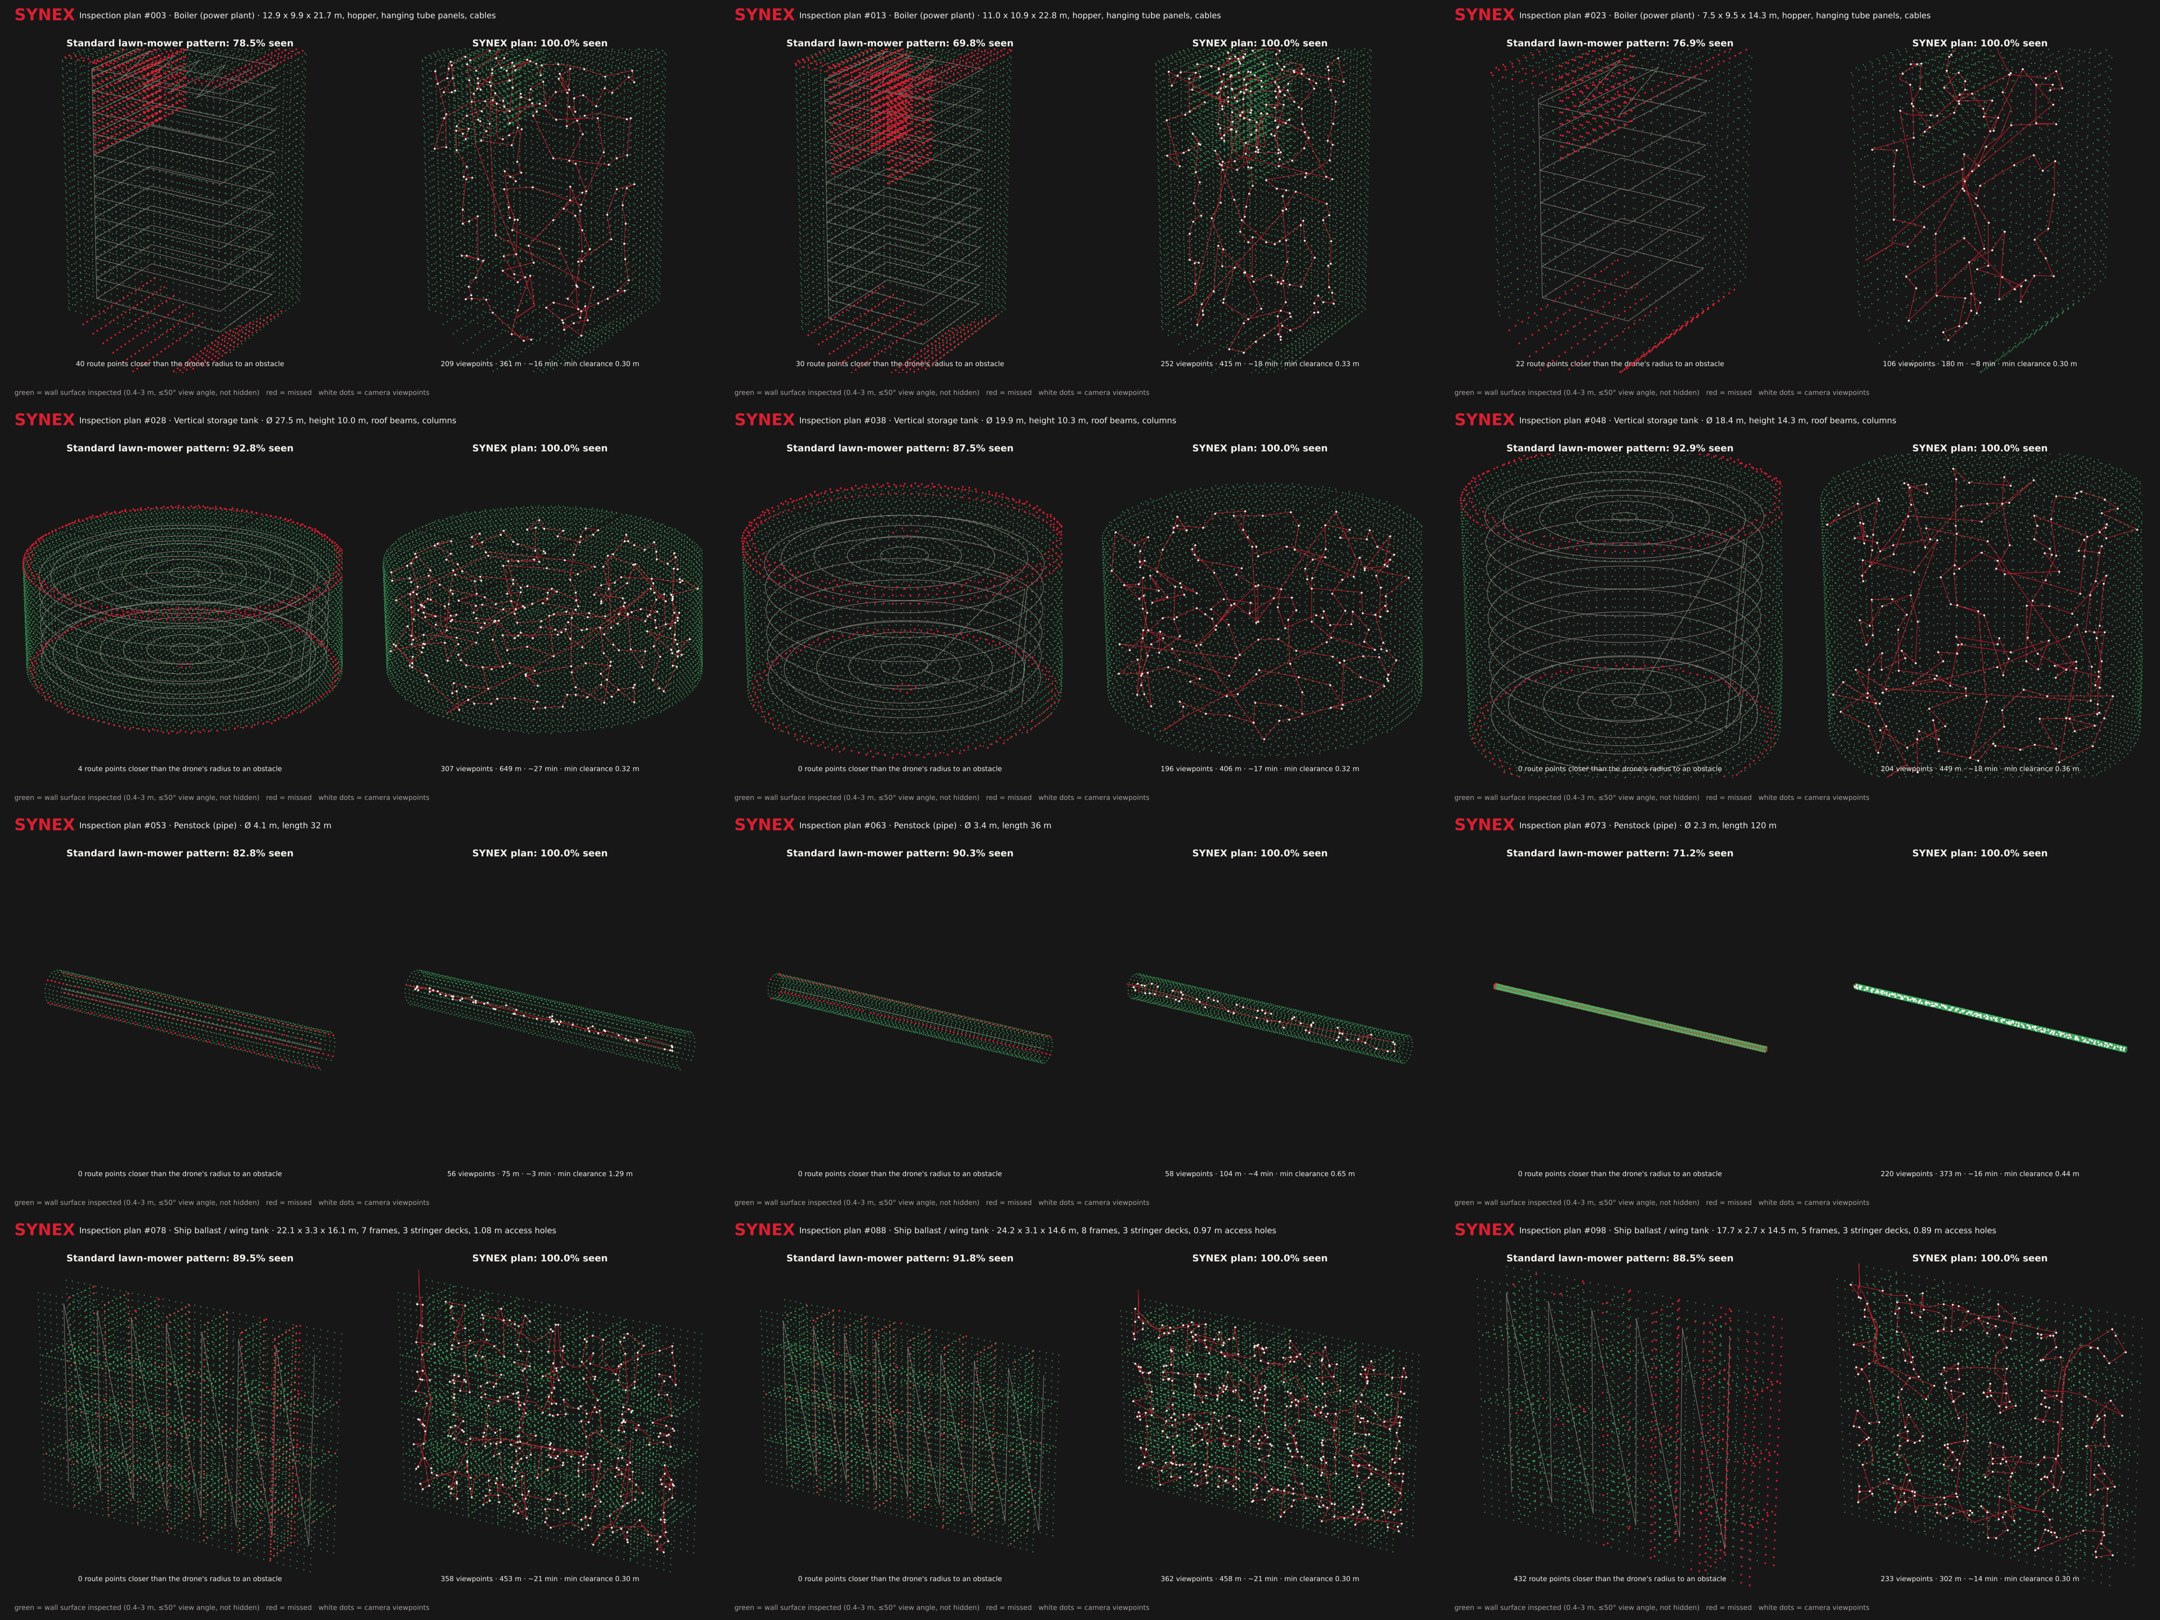 SYNEX Inspection plan #003 · Boiler (power plant) · 12.9 x 9.9 x 21.7 m, hopper, hanging tube panels, cables
Standard lawn-mower pattern: 78.5% seen
SYNEX plan: 100.0% seen
40 route points closer than the drone's radius to an obstacle
209 viewpoints · 361 m · ~16 min · min clearance 0.30 m
green = wall surface inspected (0.4–3 m, ≤50° view angle, not hidden) red = missed white dots = camera viewpoints
SYNEX Inspection plan #013 · Boiler (power plant) · 11.0 x 10.9 x 22.8 m, hopper, hanging tube panels, cables
Standard lawn-mower pattern: 69.8% seen
SYNEX plan: 100.0% seen
30 route points closer than the drone's radius to an obstacle
252 viewpoints · 415 m · ~18 min · min clearance 0.33 m
green = wall surface inspected (0.4–3 m, ≤50° view angle, not hidden) red = missed white dots = camera viewpoints
SYNEX Inspection plan #023 · Boiler (power plant) · 7.5 x 9.5 x 14.3 m, hopper, hanging tube panels, cables
Standard lawn-mower pattern: 76.9% seen
SYNEX plan: 100.0% seen
22 route points closer than the drone's radius to an obstacle
106 viewpoints · 180 m · ~8 min · min clearance 0.30 m
green = wall surface inspected (0.4–3 m, ≤50° view angle, not hidden) red = missed white dots = camera viewpoints
SYNEX Inspection plan #028 · Vertical storage tank · Ø 27.5 m, height 10.0 m, roof beams, columns
Standard lawn-mower pattern: 92.8% seen
SYNEX plan: 100.0% seen
4 route points closer than the drone's radius to an obstacle
307 viewpoints · 649 m · ~27 min · min clearance 0.32 m
green = wall surface inspected (0.4–3 m, ≤50° view angle, not hidden) red = missed white dots = camera viewpoints
SYNEX Inspection plan #038 · Vertical storage tank · Ø 19.9 m, height 10.3 m, roof beams, columns
Standard lawn-mower pattern: 87.5% seen
SYNEX plan: 100.0% seen
0 route points closer than the drone's radius to an obstacle
196 viewpoints · 406 m · ~17 min · min clearance 0.32 m
green = wall surface inspected (0.4–3 m, ≤50° view angle, not hidden) red = missed white dots = camera viewpoints
SYNEX Inspection plan #048 · Vertical storage tank · Ø 18.4 m, height 14.3 m, roof beams, columns
Standard lawn-mower pattern: 92.9% seen
SYNEX plan: 100.0% seen
0 route points closer than the drone's radius to an obstacle
204 viewpoints · 449 m · ~18 min · min clearance 0.36 m
green = wall surface inspected (0.4–3 m, ≤50° view angle, not hidden) red = missed white dots = camera viewpoints
SYNEX Inspection plan #053 · Penstock (pipe) · Ø 4.1 m, length 32 m
Standard lawn-mower pattern: 82.8% seen
SYNEX plan: 100.0% seen
0 route points closer than the drone's radius to an obstacle
56 viewpoints · 75 m · ~3 min · min clearance 1.29 m
green = wall surface inspected (0.4–3 m, ≤50° view angle, not hidden) red = missed white dots = camera viewpoints
SYNEX Inspection plan #063 · Penstock (pipe) · Ø 3.4 m, length 36 m
Standard lawn-mower pattern: 90.3% seen
SYNEX plan: 100.0% seen
0 route points closer than the drone's radius to an obstacle
58 viewpoints · 104 m · ~4 min · min clearance 0.65 m
green = wall surface inspected (0.4–3 m, ≤50° view angle, not hidden) red = missed white dots = camera viewpoints
SYNEX Inspection plan #073 · Penstock (pipe) · Ø 2.3 m, length 120 m
Standard lawn-mower pattern: 71.2% seen
SYNEX plan: 100.0% seen
0 route points closer than the drone's radius to an obstacle
220 viewpoints · 373 m · ~16 min · min clearance 0.44 m
green = wall surface inspected (0.4–3 m, ≤50° view angle, not hidden) red = missed white dots = camera viewpoints
SYNEX Inspection plan #078 · Ship ballast / wing tank · 22.1 x 3.3 x 16.1 m, 7 frames, 3 stringer decks, 1.08 m access holes
Standard lawn-mower pattern: 89.5% seen
SYNEX plan: 100.0% seen
0 route points closer than the drone's radius to an obstacle
358 viewpoints · 453 m · ~21 min · min clearance 0.30 m
green = wall surface inspected (0.4–3 m, ≤50° view angle, not hidden) red = missed white dots = camera viewpoints
SYNEX Inspection plan #088 · Ship ballast / wing tank · 24.2 x 3.1 x 14.6 m, 8 frames, 3 stringer decks, 0.97 m access holes
Standard lawn-mower pattern: 91.8% seen
SYNEX plan: 100.0% seen
0 route points closer than the drone's radius to an obstacle
362 viewpoints · 458 m · ~21 min · min clearance 0.30 m
green = wall surface inspected (0.4–3 m, ≤50° view angle, not hidden) red = missed white dots = camera viewpoints
SYNEX Inspection plan #098 · Ship ballast / wing tank · 17.7 x 2.7 x 14.5 m, 5 frames, 3 stringer decks, 0.89 m access holes
Standard lawn-mower pattern: 88.5% seen
SYNEX plan: 100.0% seen
432 route points closer than the drone's radius to an obstacle
233 viewpoints · 302 m · ~14 min · min clearance 0.30 m
green = wall surface inspected (0.4–3 m, ≤50° view angle, not hidden) red = missed white dots = camera viewpoints